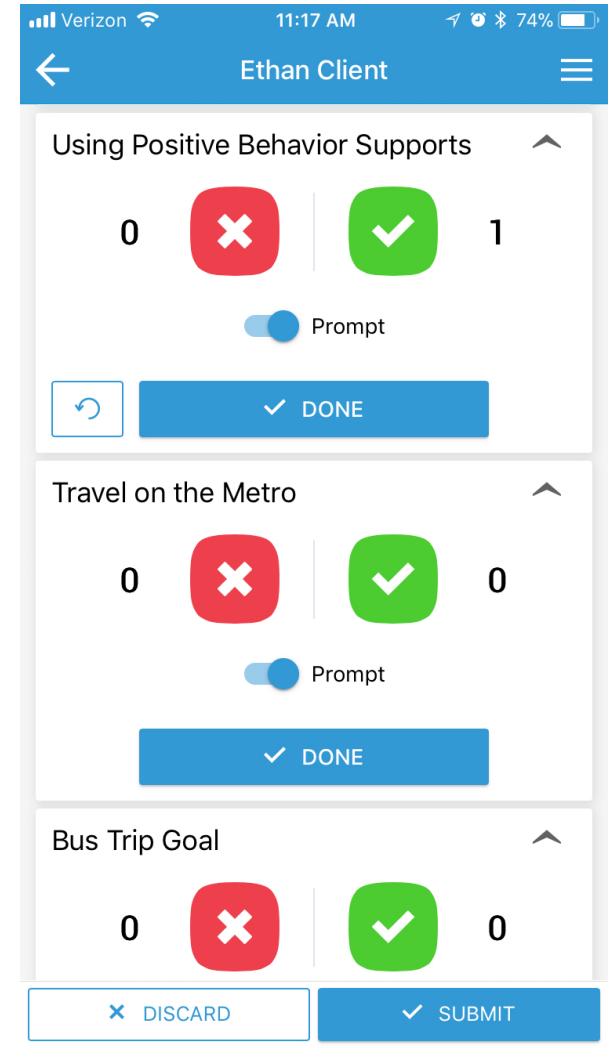 Verizon 11:17 AM 74%
Ethan Client
Using Positive Behavior Supports
0 1
Prompt
DONE
Travel on the Metro
0 0
Prompt
DONE
Bus Trip Goal
0 0
DISCARD SUBMIT